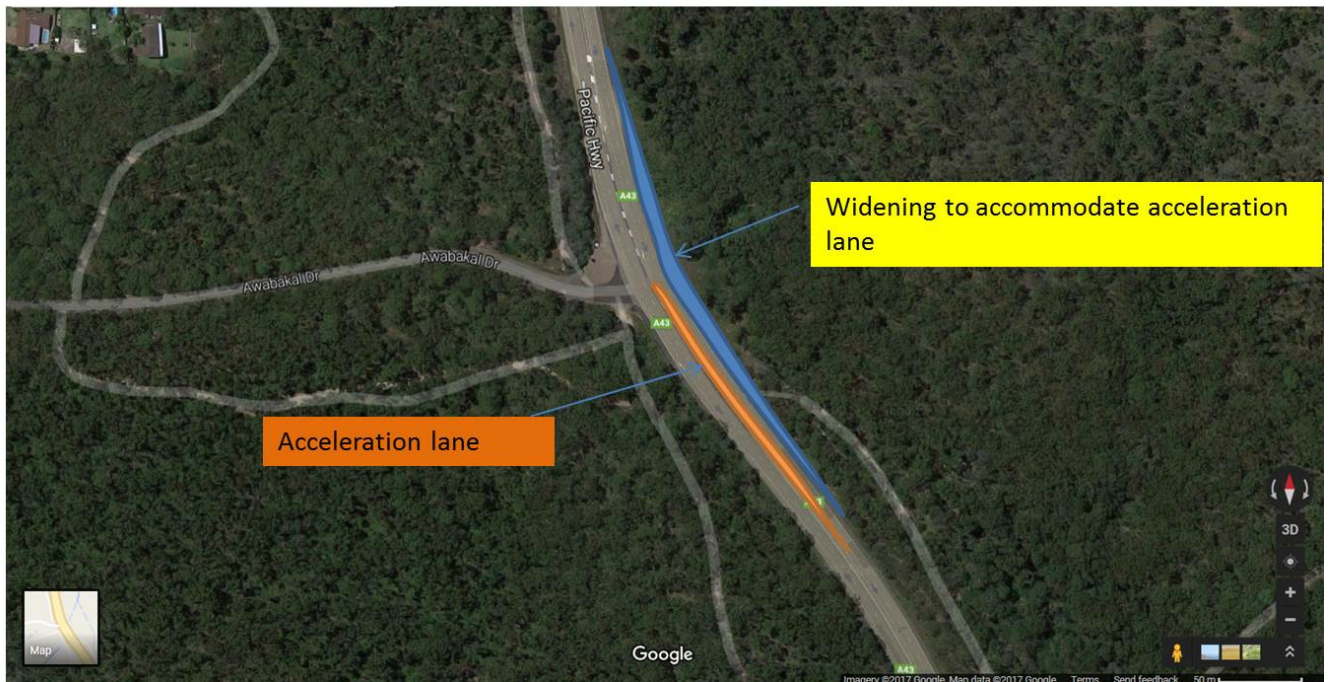 Pacific Hwy
A43
Widening to accommodate acceleration
lane
Awabakal Dr
Awabakal Dr
A43
Acceleration lane
3D
Map
Google
A43
Imagery ©2017 Google, Map data ©2017 Google Terms Send feedback 50 m